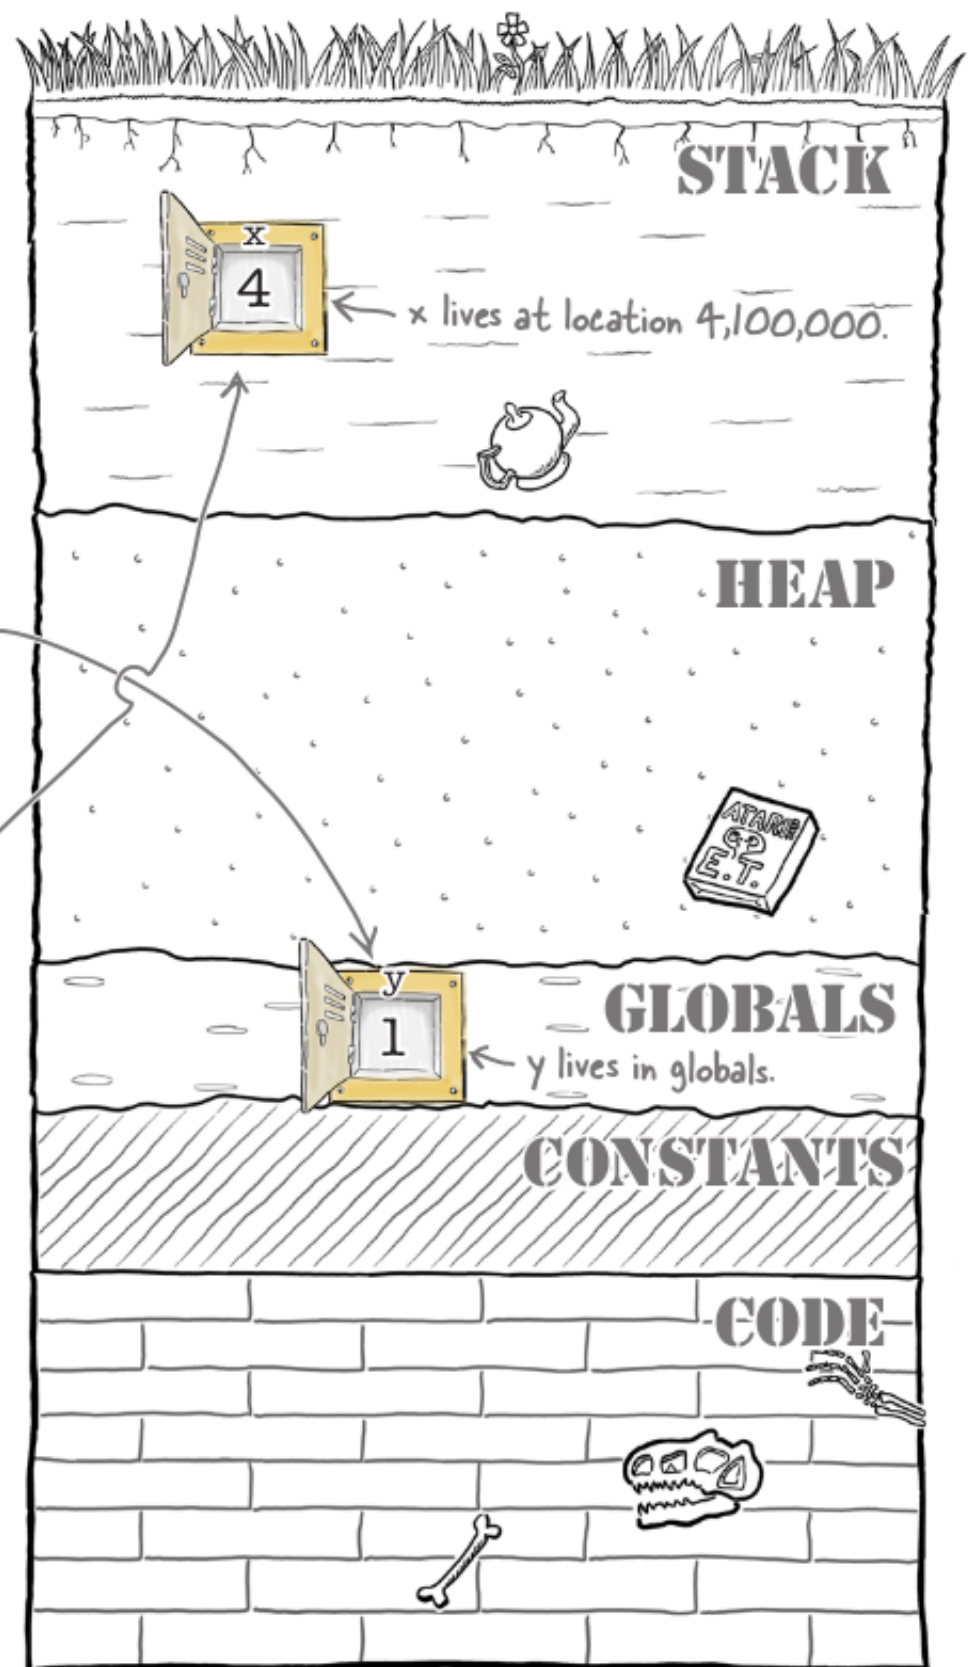 STACK
x
4
x lives at location 4,100,000.
HEAP
ATARI
E.T.
y
1
GLOBALS
y lives in globals.
CONSTANTS
CODE